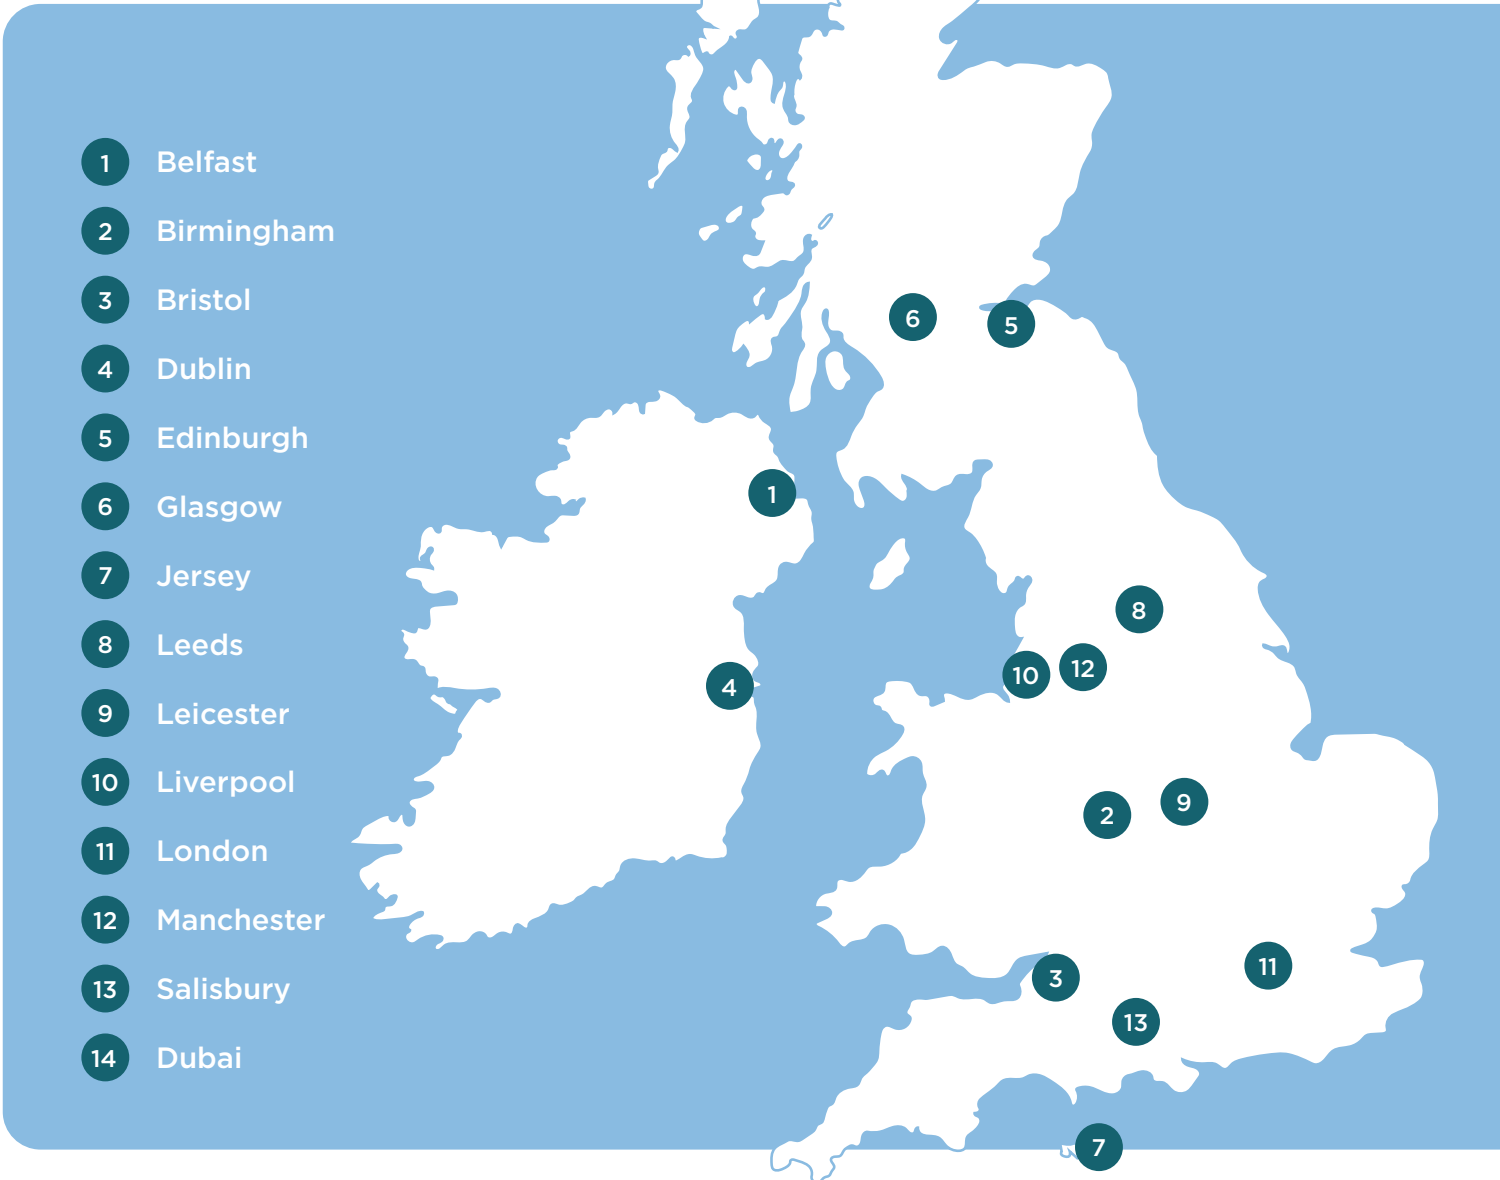 1 Belfast
2 Birmingham
3 Bristol
4 Dublin
5 Edinburgh
6 Glasgow
7 Jersey
8 Leeds
9 Leicester
10 Liverpool
11 London
12 Manchester
13 Salisbury
14 Dubai
6
5
1
8
12
10
4
9
2
11
3
13
7